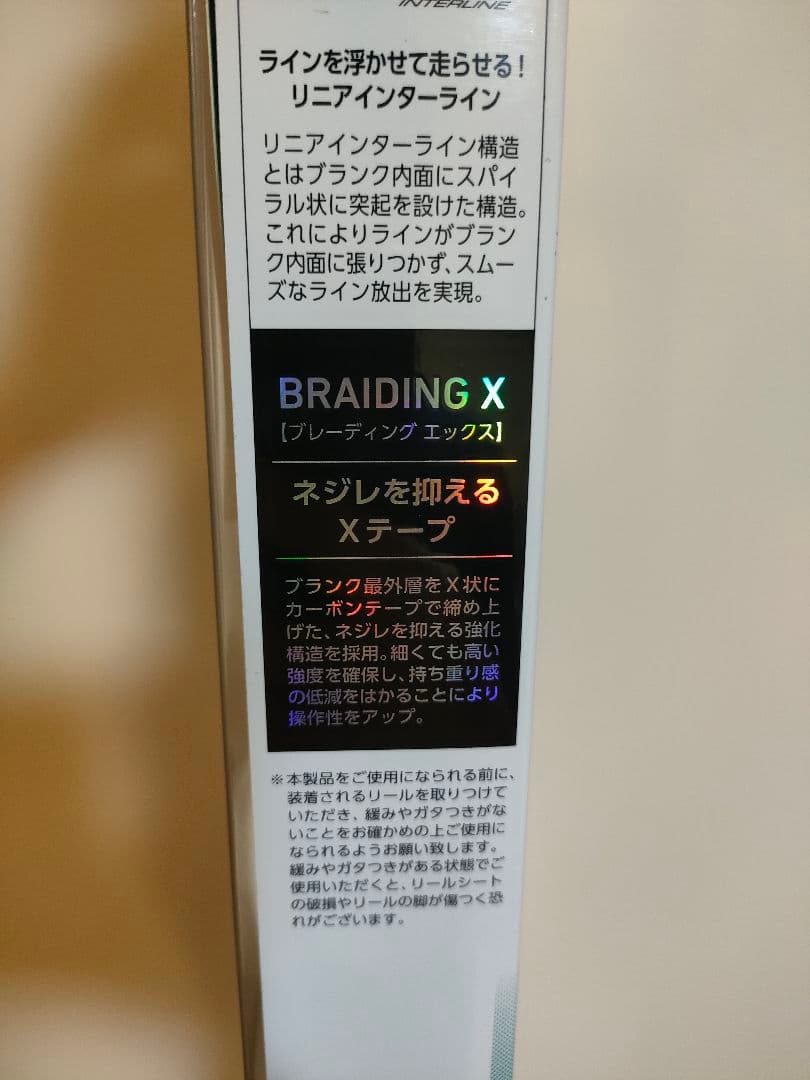 INTERLINE
ラインを浮かせて走らせる!
リニアインターライン
リニアインターライン構造
とはブランク内面にスパイ
ラル状に突起を設けた構造。
これによりラインがブラン
ク内面に張りつかず、スムー
ズなライン放出を実現。
BRAIDING X
【ブレーディング エックス】
ネジレを抑える
Xテープ
ブランク最外層をX状に
カーボンテープで締め上
げた、ネジレを抑える強化
構造を採用。細くても高い
強度を確保し、持ち重り感
の低減をはかることにより
操作性をアップ。
※本製品をご使用になられる前に、
装着されるリールを取りつけて
いただき、緩みやガタつきがな
いことをお確かめの上ご使用に
なられるようお願い致します。
緩みやガタつきがある状態でご
使用いただくと、リールシート
の破損やリールの脚が傷つく恐
れがございます。